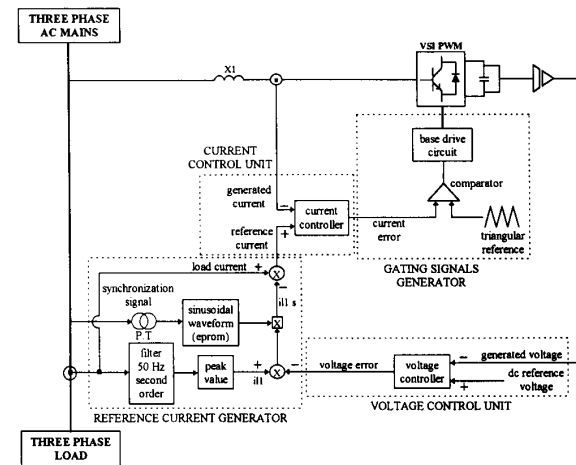 THREE PHASE
AC MAINS
X1
VSI PWM
base drive
circuit
comparator
CURRENT
CONTROL UNIT
generated
current
reference
current
current
controller
current
error
triangular
reference
GATING SIGNALS
GENERATOR
load current
synchronization
signal
P.T
sinusoidal
waveform
(eprom)
X
ill s
X
filter
50 Hz
second
order
peak
value
ill
X
voltage error
voltage
controller
generated voltage
dc reference
voltage
REFERENCE CURRENT GENERATOR
VOLTAGE CONTROL UNIT
THREE PHASE
LOAD